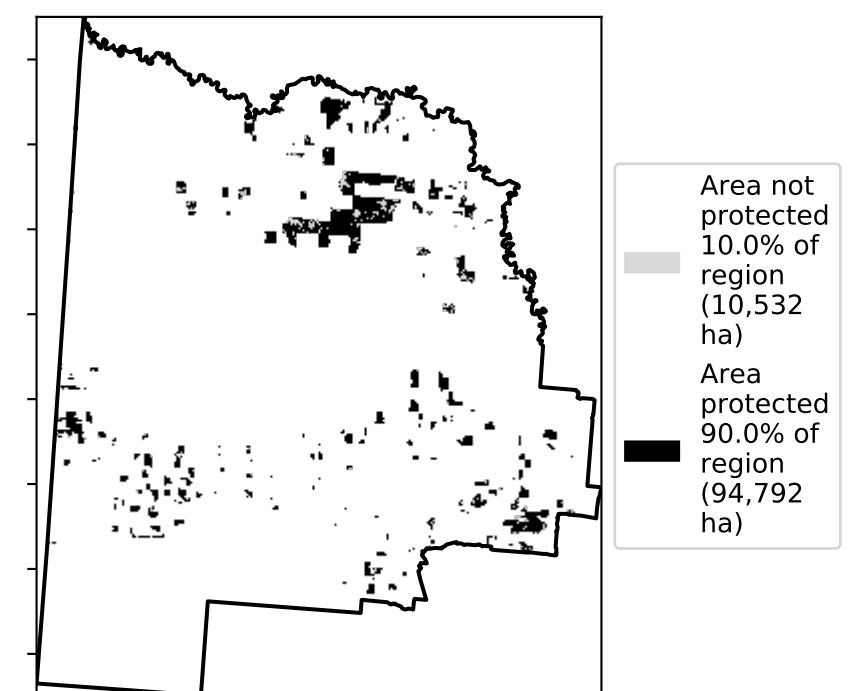 Area not
protected
10.0% of
region
(10,532
ha)
Area
protected
90.0% of
region
(94,792
ha)